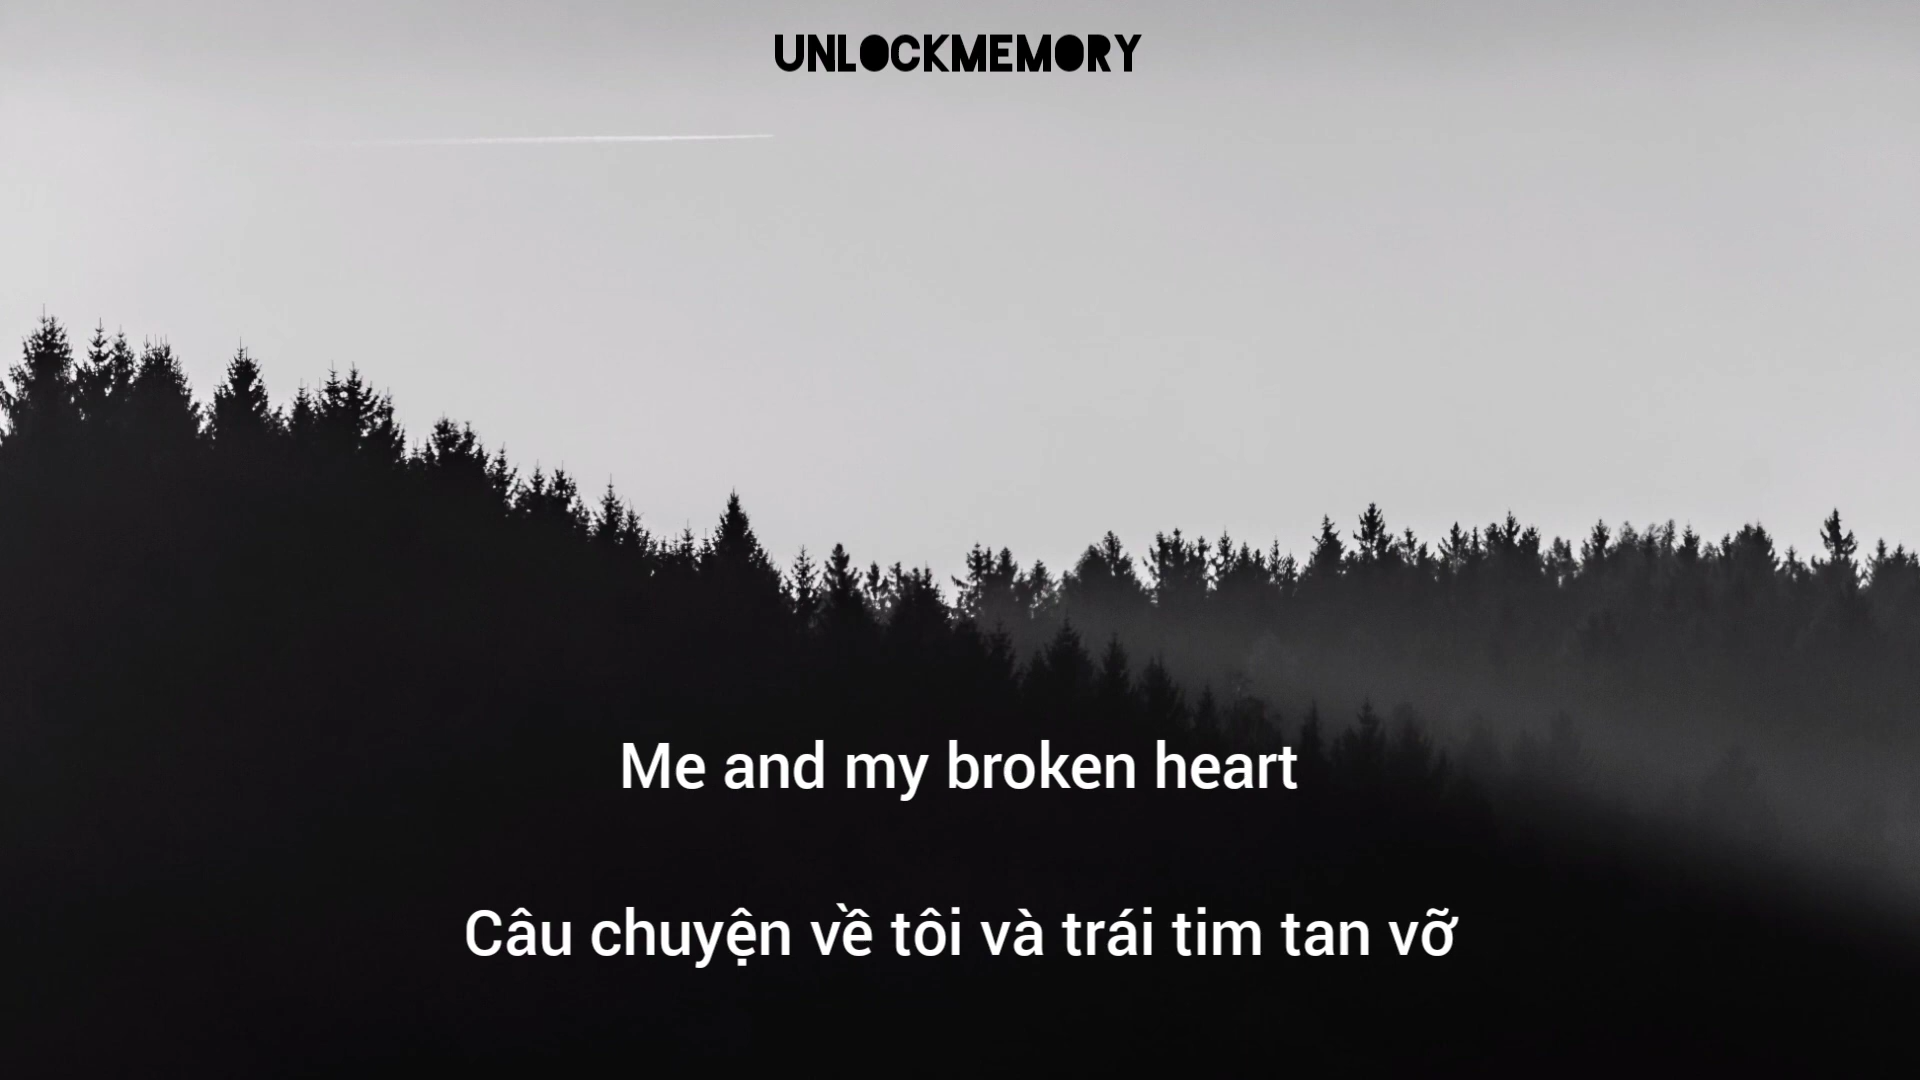 UNLOCKMEMORY
Me and my broken heart
Câu chuyện về tôi và trái tim tan vỡ